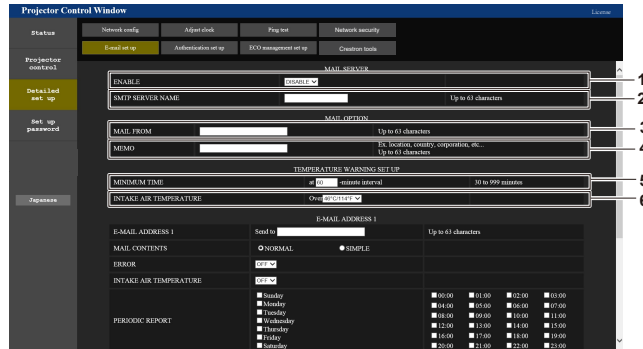 Projector Control Window
License
Status
Network config
Adjust clock
Ping test
Network security
E-mail set up
Authentication set up
ECO management set up
Crestron tools
Projector control
Detailed set up
Set up password
Japanese
MAIL SERVER
ENABLE DISABLE 1
SMTP SERVER NAME Up to 63 characters 2
MAIL OPTION
MAIL FROM Up to 63 characters 3
MEMO Ex. location, country, corporation, etc... 4
Up to 63 characters
TEMPERATURE WARNING SET UP
MINIMUM TIME at 60 -minute interval 30 to 999 minutes 5
INTAKE AIR TEMPERATURE Over 46°C/114°F 6
E-MAIL ADDRESS 1
E-MAIL ADDRESS 1 Send to Up to 63 characters
MAIL CONTENTS NORMAL SIMPLE
ERROR OFF
INTAKE AIR TEMPERATURE OFF
PERIODIC REPORT
Sunday
Monday
Tuesday
Wednesday
Thursday
Friday
Saturday
00:00 01:00 02:00 03:00
04:00 05:00 06:00 07:00
08:00 09:00 10:00 11:00
12:00 13:00 14:00 15:00
16:00 17:00 18:00 19:00
20:00 21:00 22:00 23:00